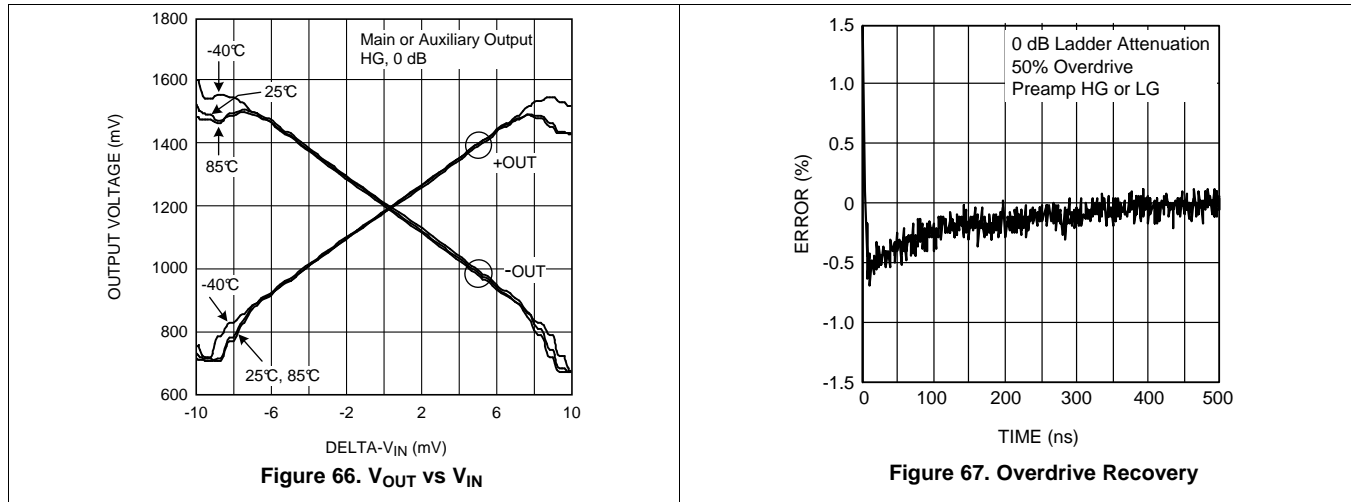 1800
1600
1400
1200
1000
800
600
OUTPUT VOLTAGE (mV)
Main or Auxiliary Output
HG, 0 dB
-40°C
25°C
85°C
+OUT
-OUT
-40°C
25°C, 85°C
-10
-6
-2
2
6
10
DELTA-VIN (mV)
Figure 66. VOUT vs VIN
1.5
1.0
0.5
0
-0.5
-1.0
-1.5
ERROR (%)
0 dB Ladder Attenuation
50% Overdrive
Preamp HG or LG
0
100
200
300
400
500
TIME (ns)
Figure 67. Overdrive Recovery